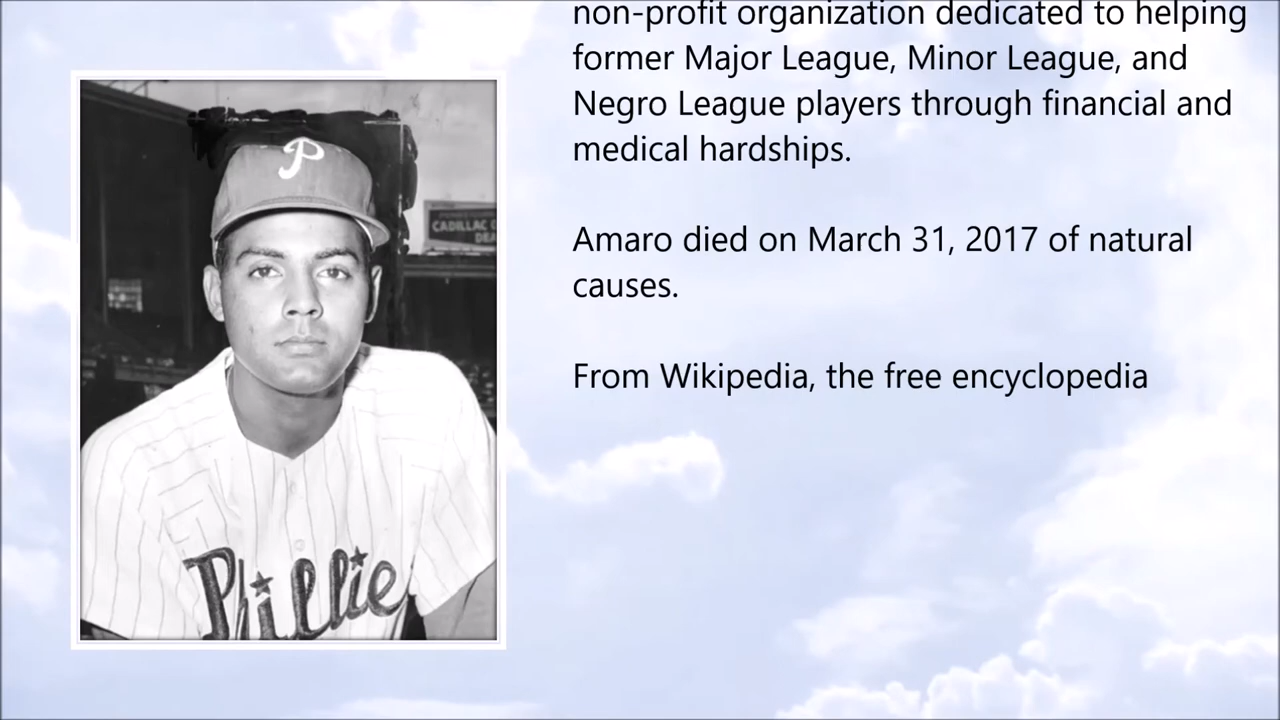 non-profit organization dedicated to helping
former Major League, Minor League, and
Negro League players through financial and
medical hardships.
Amaro died on March 31, 2017 of natural
causes.
From Wikipedia, the free encyclopedia
P
CADILLAC
Phillie